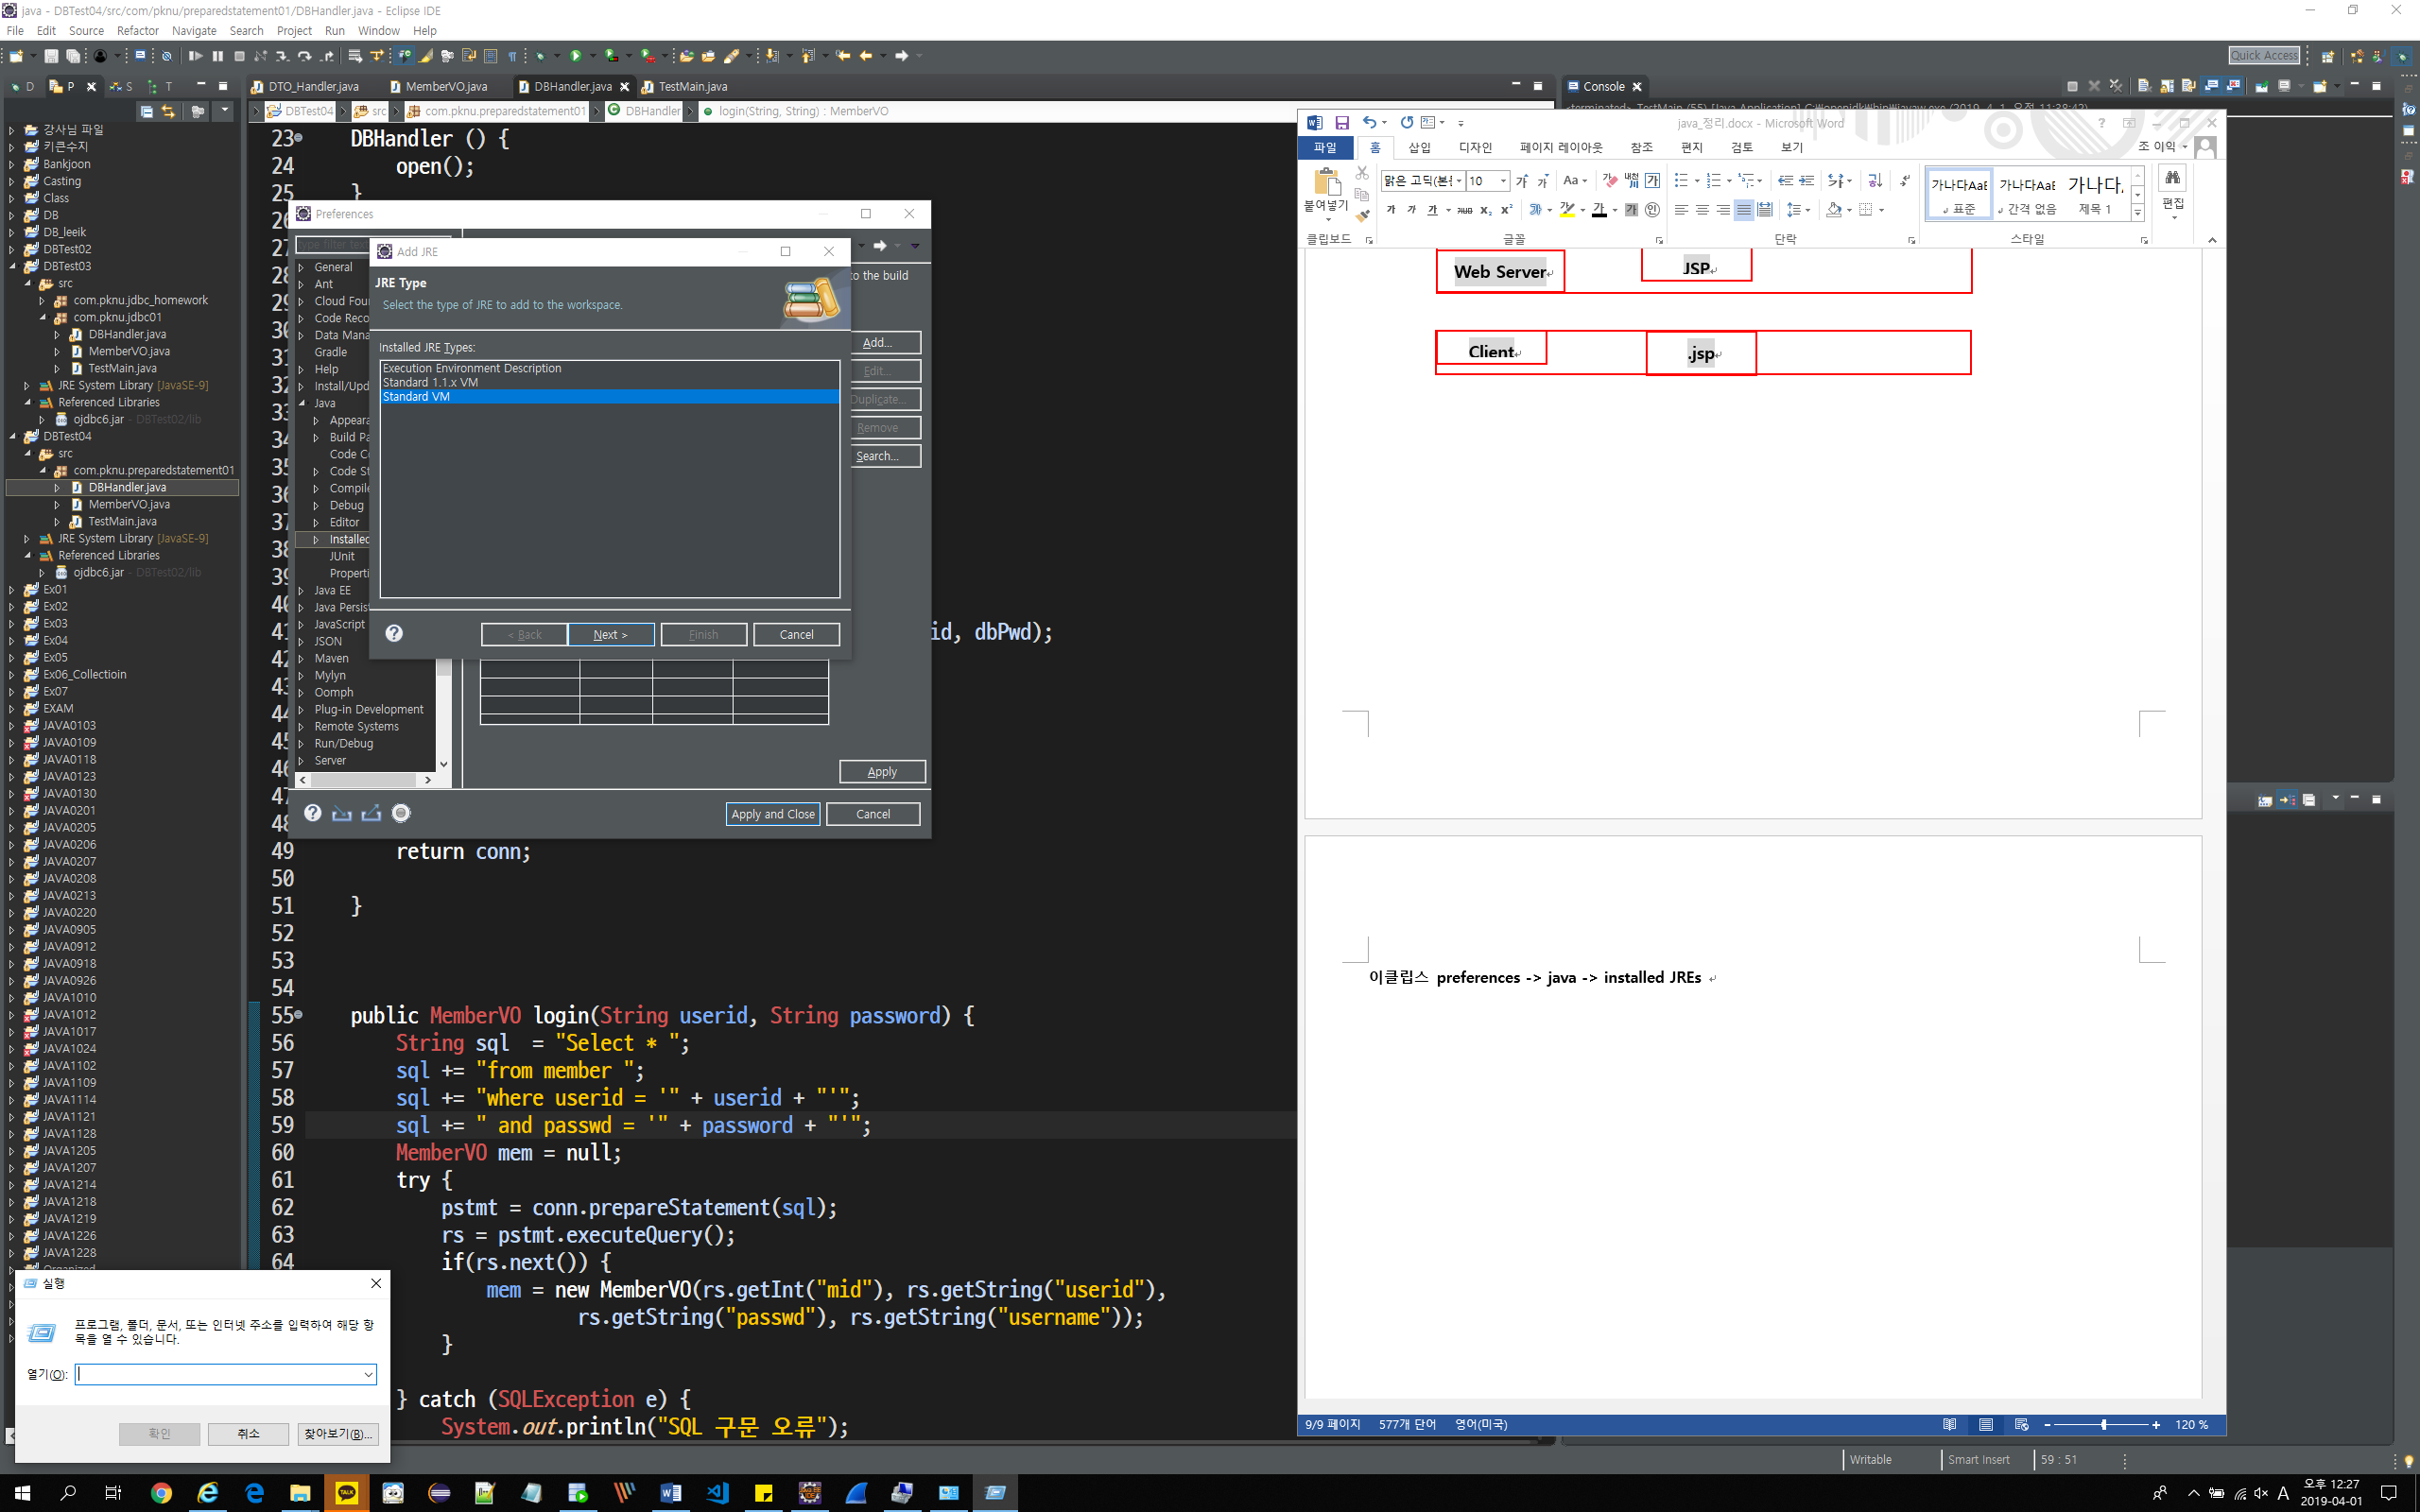 java - DBTest04/src/com/pknu/preparedstatement01/DBHandler.java - Eclipse IDE
File Edit Source Refactor Navigate Search Project Run Window Help
Quick Access
D P S T
DTO_Handler.java MemberVO.java DBHandler.java TestMain.java
Console
DBTest04 src com.pknu.preparedstatement01 DBHandler login(String, String) : MemberVO
<terminated> TestMain (55) [Java Application] C:₩openjdk₩bin₩javaw.exe (2019. 4. 1. 오전 11:38:42)
강사님 파일
키큰수지
Bankjoon
Casting
Class
DB
DB_leeik
DBTest02
DBTest03
src
com.pknu.jdbc_homework
com.pknu.jdbc01
DBHandler.java
MemberVO.java
TestMain.java
JRE System Library [JavaSE-9]
Referenced Libraries
ojdbc6.jar - DBTest02/lib
DBTest04
src
com.pknu.preparedstatement01
DBHandler.java
MemberVO.java
TestMain.java
JRE System Library [JavaSE-9]
Referenced Libraries
ojdbc6.jar - DBTest02/lib
Ex01
Ex02
Ex03
Ex04
Ex05
Ex06_Collectioin
Ex07
EXAM
JAVA0103
JAVA0109
JAVA0118
JAVA0123
JAVA0130
JAVA0201
JAVA0205
JAVA0206
JAVA0207
JAVA0208
JAVA0213
JAVA0220
JAVA0905
JAVA0912
JAVA0918
JAVA0926
JAVA1010
JAVA1012
JAVA1017
JAVA1024
JAVA1102
JAVA1109
JAVA1114
JAVA1121
JAVA1128
JAVA1205
JAVA1207
JAVA1214
JAVA1218
JAVA1219
JAVA1226
JAVA1228
Organized
23 DBHandler () {
24 open();
25 }
26
27
28
29
30
31
32
33
34
35
36
37
38
39
40
41 id, dbPwd);
42
43
44
45
46
47
48
49 return conn;
50
51 }
52
53
54
55 public MemberVO login(String userid, String password) {
56 String sql = "Select * ";
57 sql += "from member ";
58 sql += "where userid = '" + userid + "'";
59 sql += " and passwd = '" + password + "'";
60 MemberVO mem = null;
61 try {
62 pstmt = conn.prepareStatement(sql);
63 rs = pstmt.executeQuery();
64 if(rs.next()) {
mem = new MemberVO(rs.getInt("mid"), rs.getString("userid"),
rs.getString("passwd"), rs.getString("username"));
}
} catch (SQLException e) {
System.out.println("SQL 구문 오류");
Preferences
type filter text
General
Ant
Cloud Fou
Code Reco
Data Mana
Gradle
Help
Install/Upd
Java
Appeara
Build Pa
Code Co
Code St
Compile
Debug
Editor
Installed
JUnit
Properti
Java EE
Java Persist
JavaScript
JSON
Maven
Mylyn
Oomph
Plug-in Development
Remote Systems
Run/Debug
Server
to the build
Add...
Edit...
Duplicate...
Remove
Search...
Apply
Apply and Close Cancel
Add JRE
JRE Type
Select the type of JRE to add to the workspace.
Installed JRE Types:
Execution Environment Description
Standard 1.1.x VM
Standard VM
< Back Next > Finish Cancel
java_정리.docx - Microsoft Word
파일 홈 삽입 디자인 페이지 레이아웃 참조 편지 검토 보기 조 이익
붙여넣기
맑은 고딕(본 10
가나다AaB 가나다AaB 가나다.
표준 간격 없음 제목 1
편집
클립보드 글꼴 단락 스타일
Web Server JSP
Client .jsp
이클립스 preferences -> java -> installed JREs
9/9 페이지 577개 단어 영어(미국) 120 %
실행
프로그램, 폴더, 문서, 또는 인터넷 주소를 입력하여 해당 항
목을 열 수 있습니다.
열기(O):
확인 취소 찾아보기(B)...
Writable Smart Insert 59 : 51
TALK
A 오후 12:27
2019-04-01